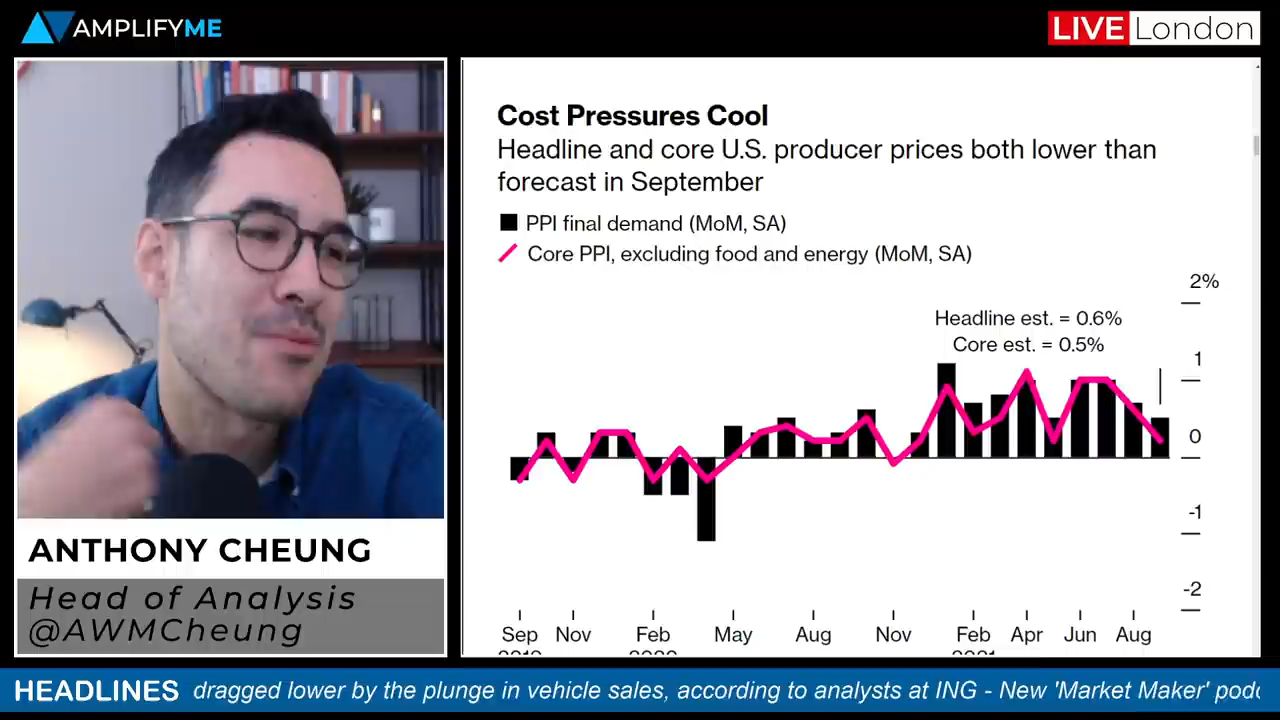 AMPLIFYME
LIVE London
Cost Pressures Cool
Headline and core U.S. producer prices both lower than
forecast in September
PPI final demand (MoM, SA)
Core PPI, excluding food and energy (MoM, SA)
2%
Headline est. = 0.6%
Core est. = 0.5%
1
0
-1
-2
Sep Nov Feb May Aug Nov Feb Apr Jun Aug
2019 2020 2021
ANTHONY CHEUNG
Head of Analysis
@AWMCheung
HEADLINES dragged lower by the plunge in vehicle sales, according to analysts at ING - New 'Market Maker' podc